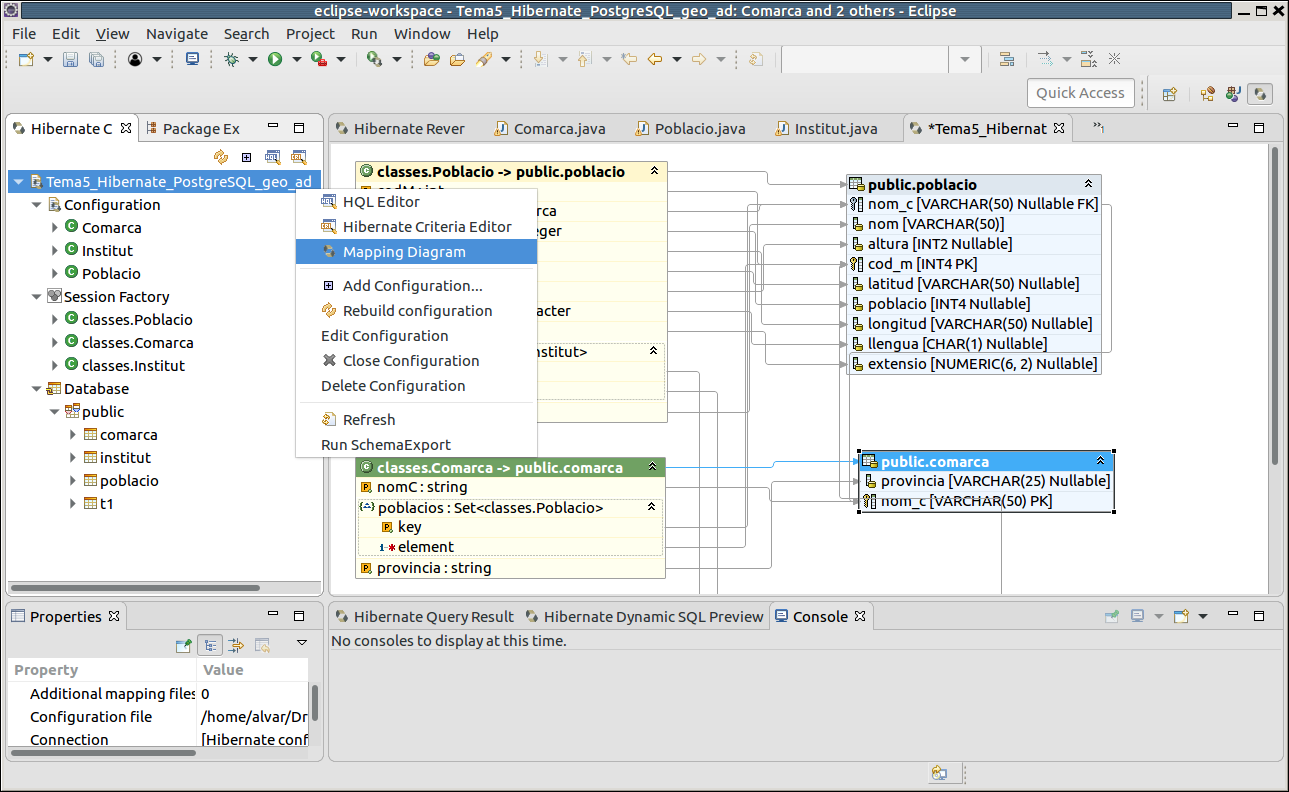 eclipse-workspace - Tema5_Hibernate_PostgreSQL_geo_ad: Comarca and 2 others - Eclipse
File Edit View Navigate Search Project Run Window Help
Quick Access
Hibernate C
Package Ex
Tema5_Hibernate_PostgreSQL_geo_ad
Configuration
Comarca
Institut
Poblacio
Session Factory
classes.Poblacio
classes.Comarca
classes.Institut
Database
public
comarca
institut
poblacio
t1
HQL Editor
Hibernate Criteria Editor
Mapping Diagram
Add Configuration...
Rebuild configuration
Edit Configuration
Close Configuration
Delete Configuration
Refresh
Run SchemaExport
Hibernate Rever
Comarca.java
Poblacio.java
Institut.java
*Tema5_Hibernat
»1
classes.Poblacio -> public.poblacio
arca
eger
acter
nstitut>
classes.Comarca -> public.comarca
nomC : string
poblacios : Set<classes.Poblacio>
key
element
provincia : string
public.poblacio
nom_c [VARCHAR(50) Nullable FK]
nom [VARCHAR(50)]
altura [INT2 Nullable]
cod_m [INT4 PK]
latitud [VARCHAR(50) Nullable]
poblacio [INT4 Nullable]
longitud [VARCHAR(50) Nullable]
llengua [CHAR(1) Nullable]
extensio [NUMERIC(6, 2) Nullable]
public.comarca
provincia [VARCHAR(25) Nullable]
nom_c [VARCHAR(50) PK]
Properties
Property Value
Additional mapping files 0
Configuration file /home/alvar/Dr
Connection [Hibernate conf
Hibernate Query Result
Hibernate Dynamic SQL Preview
Console
No consoles to display at this time.